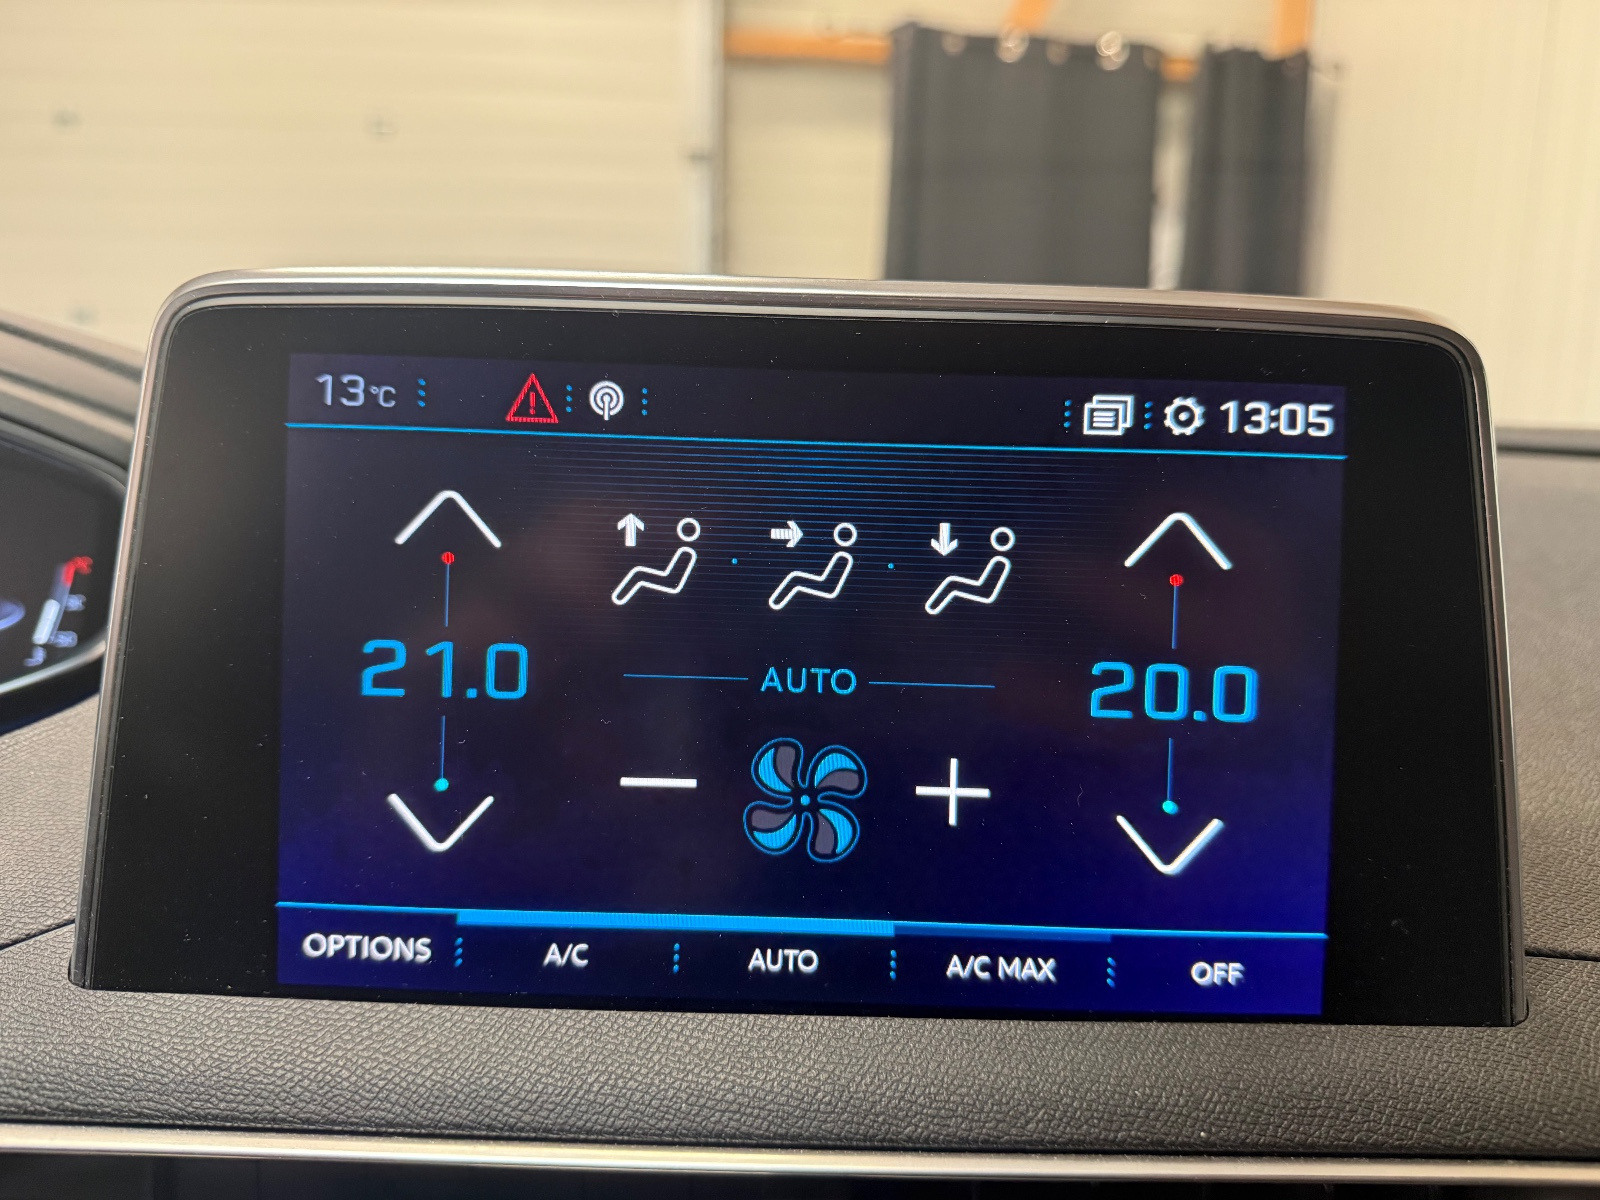 13°C
13:05
21.0
20.0
AUTO
OPTIONS A/C AUTO A/C MAX OFF